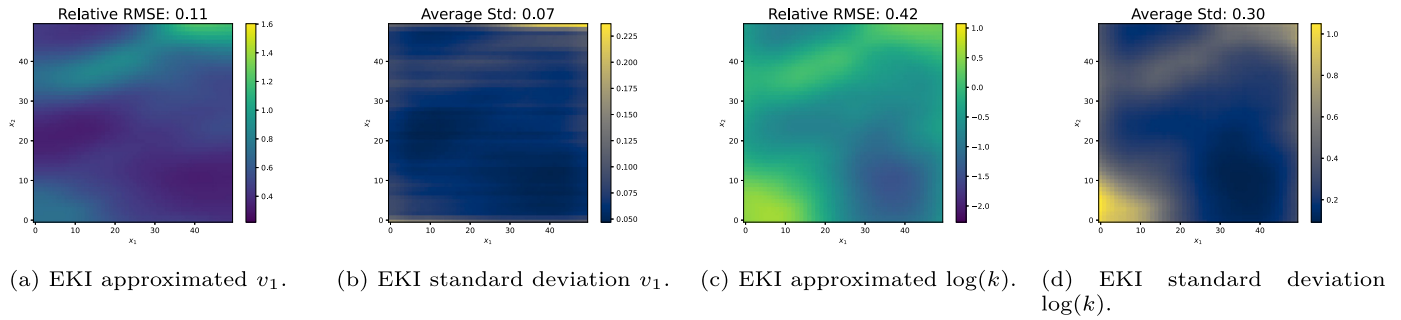 Relative RMSE: 0.11
Average Std: 0.07
Relative RMSE: 0.42
Average Std: 0.30
x₂
40
30
20
10
0
0 10 20 30 40
x₁
1.6
1.4
1.2
1.0
0.8
0.6
0.4
x₂
40
30
20
10
0
0 10 20 30 40
x₁
0.225
0.200
0.175
0.150
0.125
0.100
0.075
0.050
x₂
40
30
20
10
0
0 10 20 30 40
x₁
1.0
0.5
0.0
−0.5
−1.0
−1.5
−2.0
x₂
40
30
20
10
0
0 10 20 30 40
x₁
1.0
0.8
0.6
0.4
0.2
(a) EKI approximated v₁.
(b) EKI standard deviation v₁.
(c) EKI approximated log(k).
(d) EKI standard deviation
log(k).